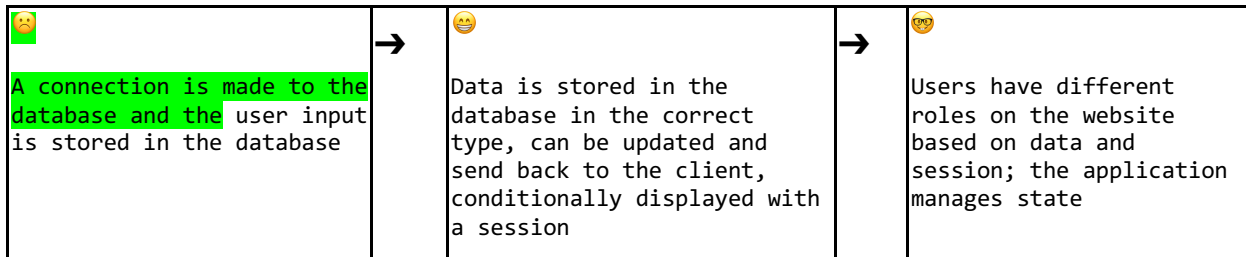 ☹️
A connection is made to the
database and the user input
is stored in the database
➔
😁
Data is stored in the
database in the correct
type, can be updated and
send back to the client,
conditionally displayed with
a session
➔
🤓
Users have different
roles on the website
based on data and
session; the application
manages state